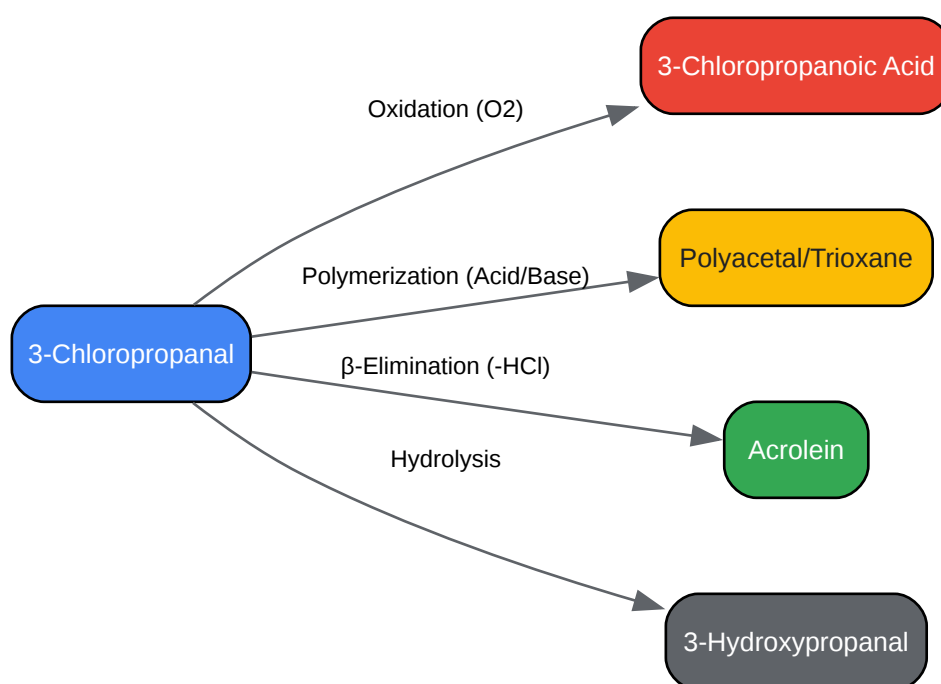 3-Chloropropanoic Acid
Oxidation (O2)
Polyacetal/Trioxane
Polymerization (Acid/Base)
3-Chloropropanal
β-Elimination (-HCl)
Acrolein
Hydrolysis
3-Hydroxypropanal